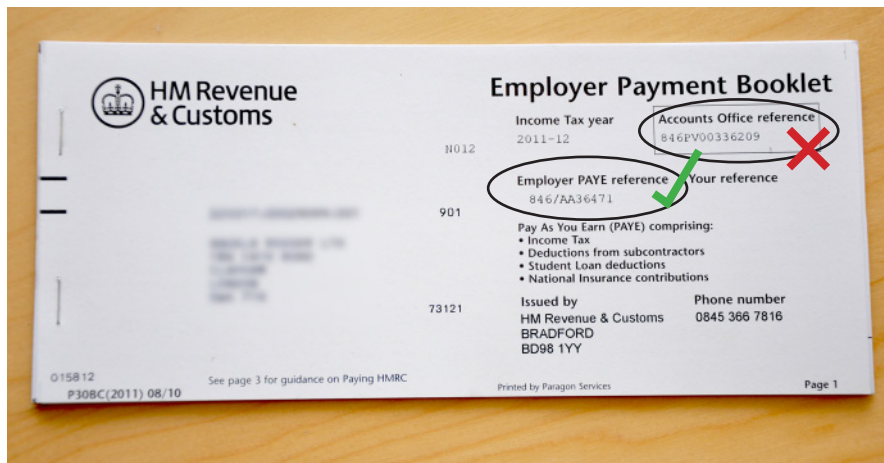 HM Revenue
& Customs
Employer Payment Booklet
Income Tax year
2011-12
Accounts Office reference
846PV00336209
N012
Employer PAYE reference
846/AA36471
Your reference
901
Pay As You Earn (PAYE) comprising:
• Income Tax
• Deductions from subcontractors
• Student Loan deductions
• National Insurance contributions
73121
Issued by
HM Revenue & Customs
BRADFORD
BD98 1YY
Phone number
0845 366 7816
015812
P30BC(2011) 08/10
See page 3 for guidance on Paying HMRC
Printed by Paragon Services
Page 1